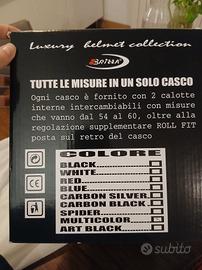 Luxury helmet collection
TUTTE LE MISURE IN UN SOLO CASCO
Ogni casco è fornito con 2 calotte
interne intercambiabili con misure
che vanno dal 54 al 60, oltre alla
regolazione supplementare ROLL FIT
posta sul retro del casco
COLORE
BLACK
WHITE
RED
BLUE
CARBON SILVER
CARBON BLACK
SPIDER
MULTICOLOR
ART BLACK
CE
subito